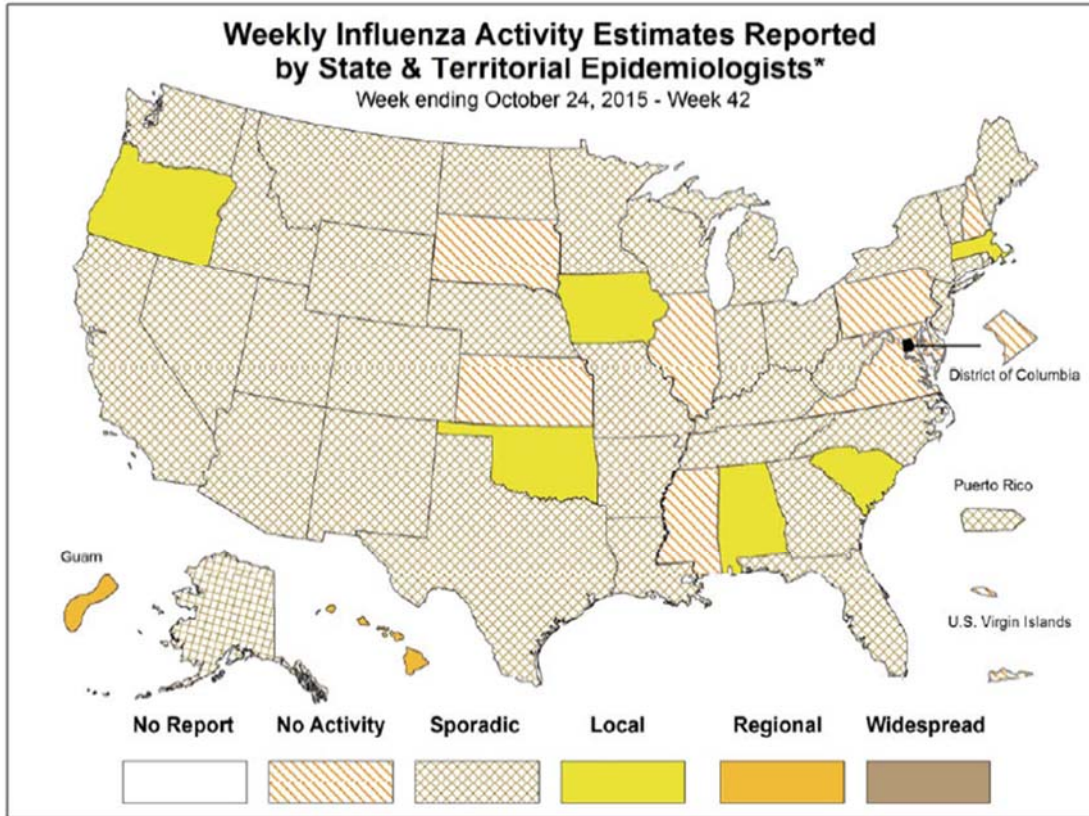 Weekly Influenza Activity Estimates Reported
by State & Territorial Epidemiologists*
Week ending October 24, 2015 - Week 42
District of Columbia
Puerto Rico
Guam
U.S. Virgin Islands
No Report No Activity Sporadic Local Regional Widespread